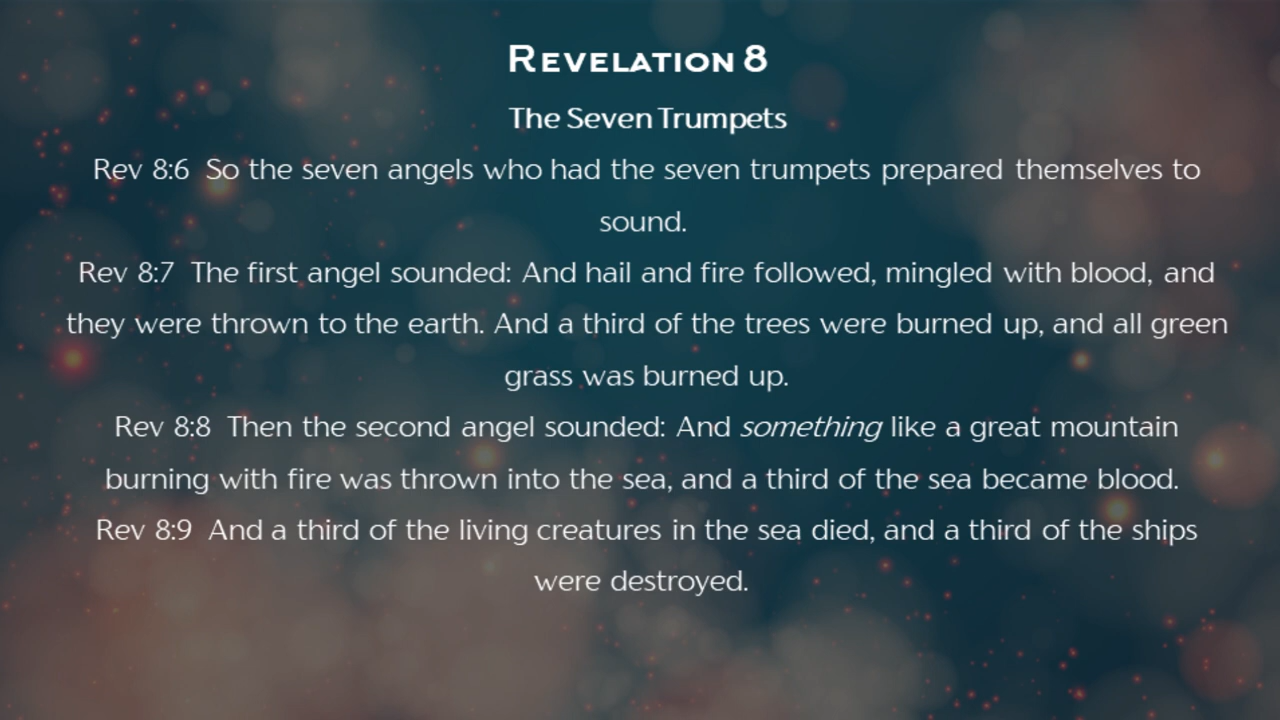 REVELATION 8
The Seven Trumpets
Rev 8:6 So the seven angels who had the seven trumpets prepared themselves to
sound.
Rev 8:7 The first angel sounded: And hail and fire followed, mingled with blood, and
they were thrown to the earth. And a third of the trees were burned up, and all green
grass was burned up.
Rev 8:8 Then the second angel sounded: And something like a great mountain
burning with fire was thrown into the sea, and a third of the sea became blood.
Rev 8:9 And a third of the living creatures in the sea died, and a third of the ships
were destroyed.